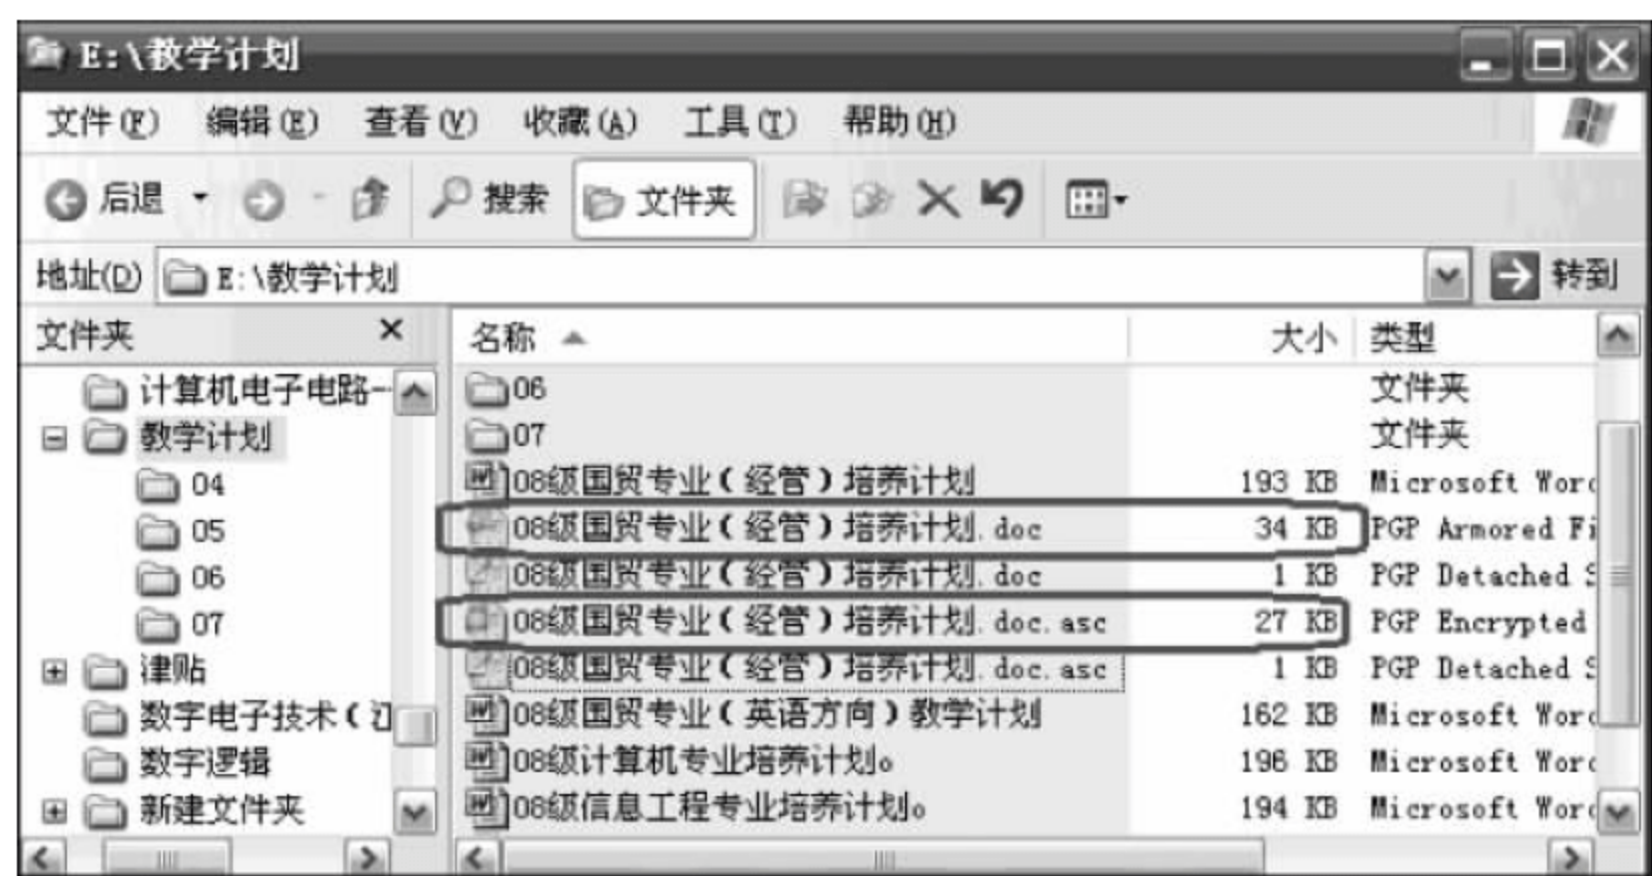 E:\教学计划
文件(F) 编辑(E) 查看(V) 收藏(A) 工具(T) 帮助(H)
后退 搜索 文件夹
地址(D) E:\教学计划 转到
文件夹 × 名称 大小 类型
计算机电子电路一 06 文件夹
教学计划 07 文件夹
04 08级国贸专业(经管)培养计划 193 KB Microsoft Word
05 08级国贸专业(经管)培养计划.doc 34 KB PGP Armored Fi
08级国贸专业(经管)培养计划.doc 1 KB PGP Detached S
06
07 08级国贸专业(经管)培养计划.doc.asc 27 KB PGP Encrypted
津贴 08级国贸专业(经管)培养计划.doc.asc 1 KB PGP Detached S
数字电子技术( 08级国贸专业(英语方向)教学计划 162 KB Microsoft Word
数字逻辑 08级计算机专业培养计划。 196 KB Microsoft Word
新建文件夹 08级信息工程专业培养计划。 194 KB Microsoft Word